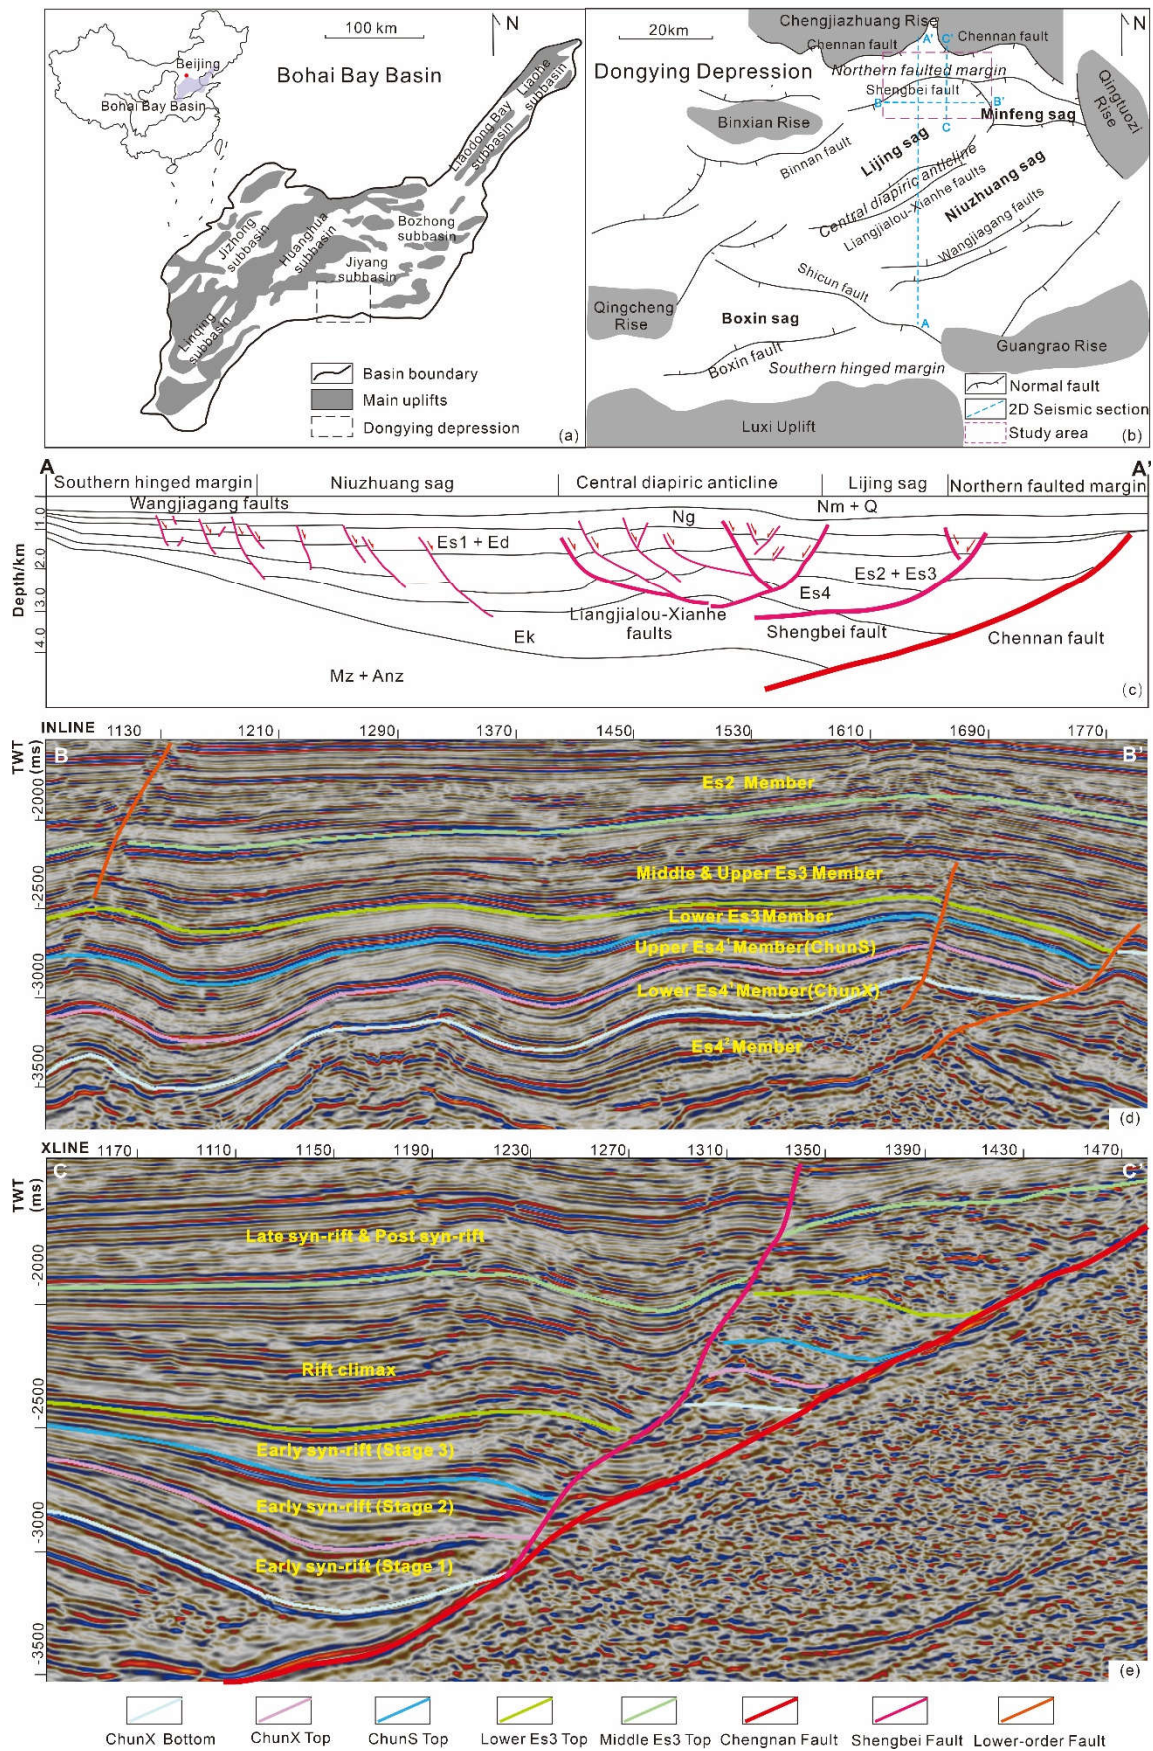 100 km
N
Beijing
Bohai Bay Basin
Bohai Bay Basin
Liaohe
subbasin
Liaodong Bay
subbasin
Bozhong
subbasin
Huanghua
subbasin
Jizhong
subbasin
Jiyang
subbasin
Linqing
subbasin
Basin boundary
Main uplifts
Dongying depression
(a)
20km
Chengjiazhuang Rise
N
Chennan fault
A'
C'
Chennan fault
Dongying Depression
Northern faulted margin
Shengbei fault
B
B'
Qingtuozi
Rise
Binxian Rise
Minfeng sag
C
Lijing sag
Binnan fault
Central diapiric anticline
Liangjialou-Xianhe faults
Niuzhuang sag
Wangjiagang faults
Shicun fault
Qingcheng
Rise
Boxin sag
A
Guangrao Rise
Boxin fault
Southern hinged margin
Normal fault
2D Seismic section
Study area
Luxi Uplift
(b)
A
A'
Southern hinged margin
Niuzhuang sag
Central diapiric anticline
Lijing sag
Northern faulted margin
Wangjiagang faults
Nm + Q
Ng
Es1 + Ed
Es2 + Es3
Es4
Liangjialou-Xianhe
faults
Shengbei fault
Chennan fault
Ek
Mz + Anz
Depth/km
1.0
2.0
3.0
4.0
(c)
INLINE
1130 1210 1290 1370 1450 1530 1610 1690 1770
TWT
(ms)
B
B'
-2000
-2500
-3000
-3500
Es2 Member
Middle & Upper Es3 Member
Lower Es3 Member
Upper Es4' Member(ChunS)
Lower Es4' Member(ChunX)
Es4² Member
(d)
XLINE
1170 1110 1150 1190 1230 1270 1310 1350 1390 1430 1470
TWT
(ms)
C
C'
-2000
-2500
-3000
-3500
Late syn-rift & Post syn-rift
Rift climax
Early syn-rift (Stage 3)
Early syn-rift (Stage 2)
Early syn-rift (Stage 1)
(e)
ChunX Bottom
ChunX Top
ChunS Top
Lower Es3 Top
Middle Es3 Top
Chengnan Fault
Shengbei Fault
Lower-order Fault